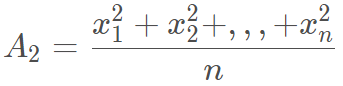 A_2 = \frac{x_1^2 + x_2^2 + , , , + x_n^2}{n}